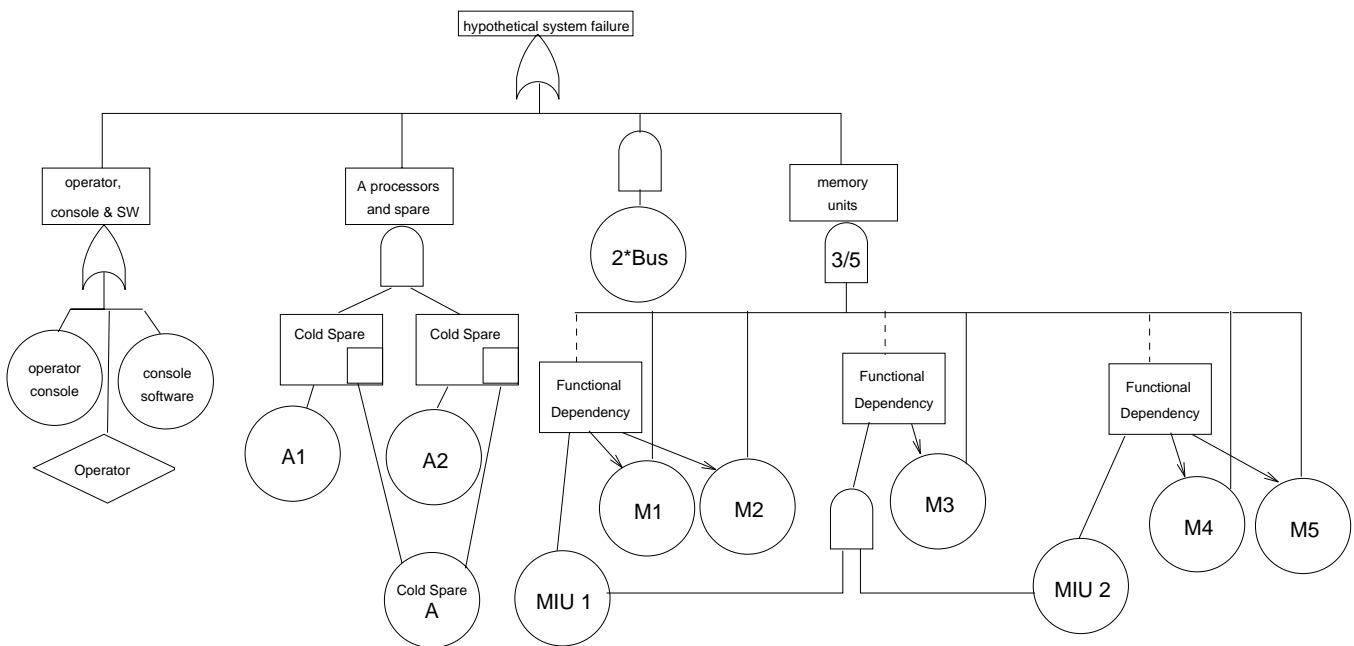 hypothetical system failure
operator,
console & SW
A processors
and spare
memory
units
2*Bus
3/5
Cold Spare
Cold Spare
operator
console
console
software
Functional
Dependency
Functional
Dependency
Functional
Dependency
A1
A2
Operator
M1
M2
M3
M4
M5
Cold Spare
A
MIU 1
MIU 2